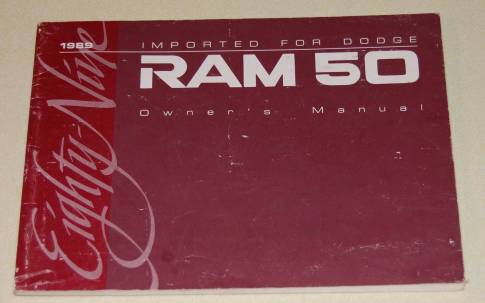 1989
IMPORTED FOR DODGE
RAM 50
Owner's Manual
Eighty-Nine